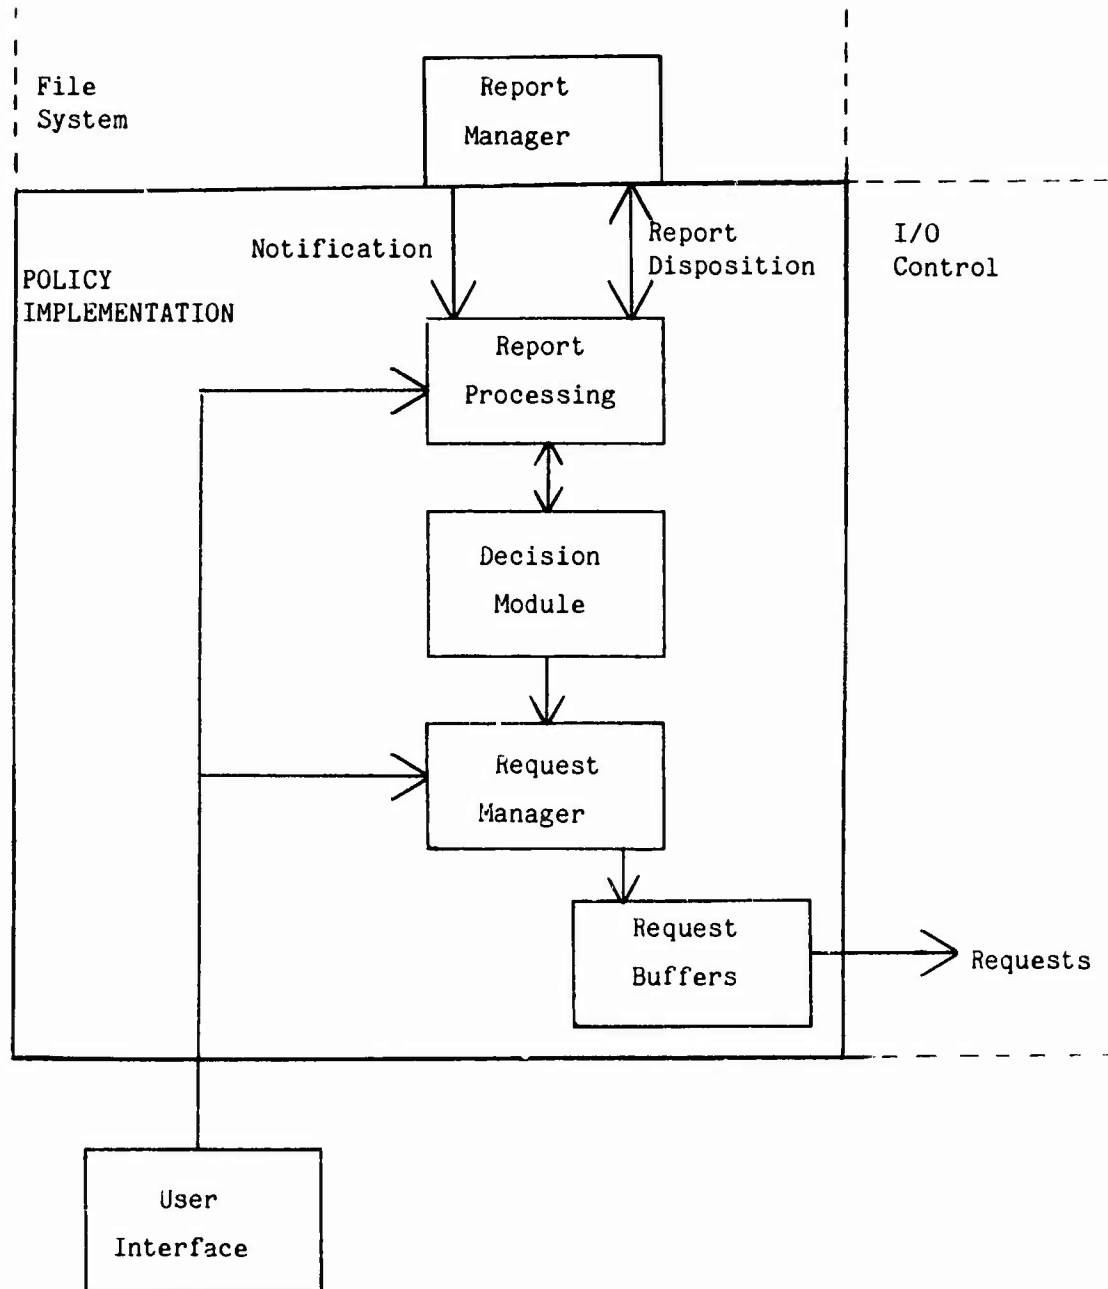 File
System
Report
Manager
Notification
Report
Disposition
I/O
Control
POLICY
IMPLEMENTATION
Report
Processing
Decision
Module
Request
Manager
Request
Buffers
Requests
User
Interface